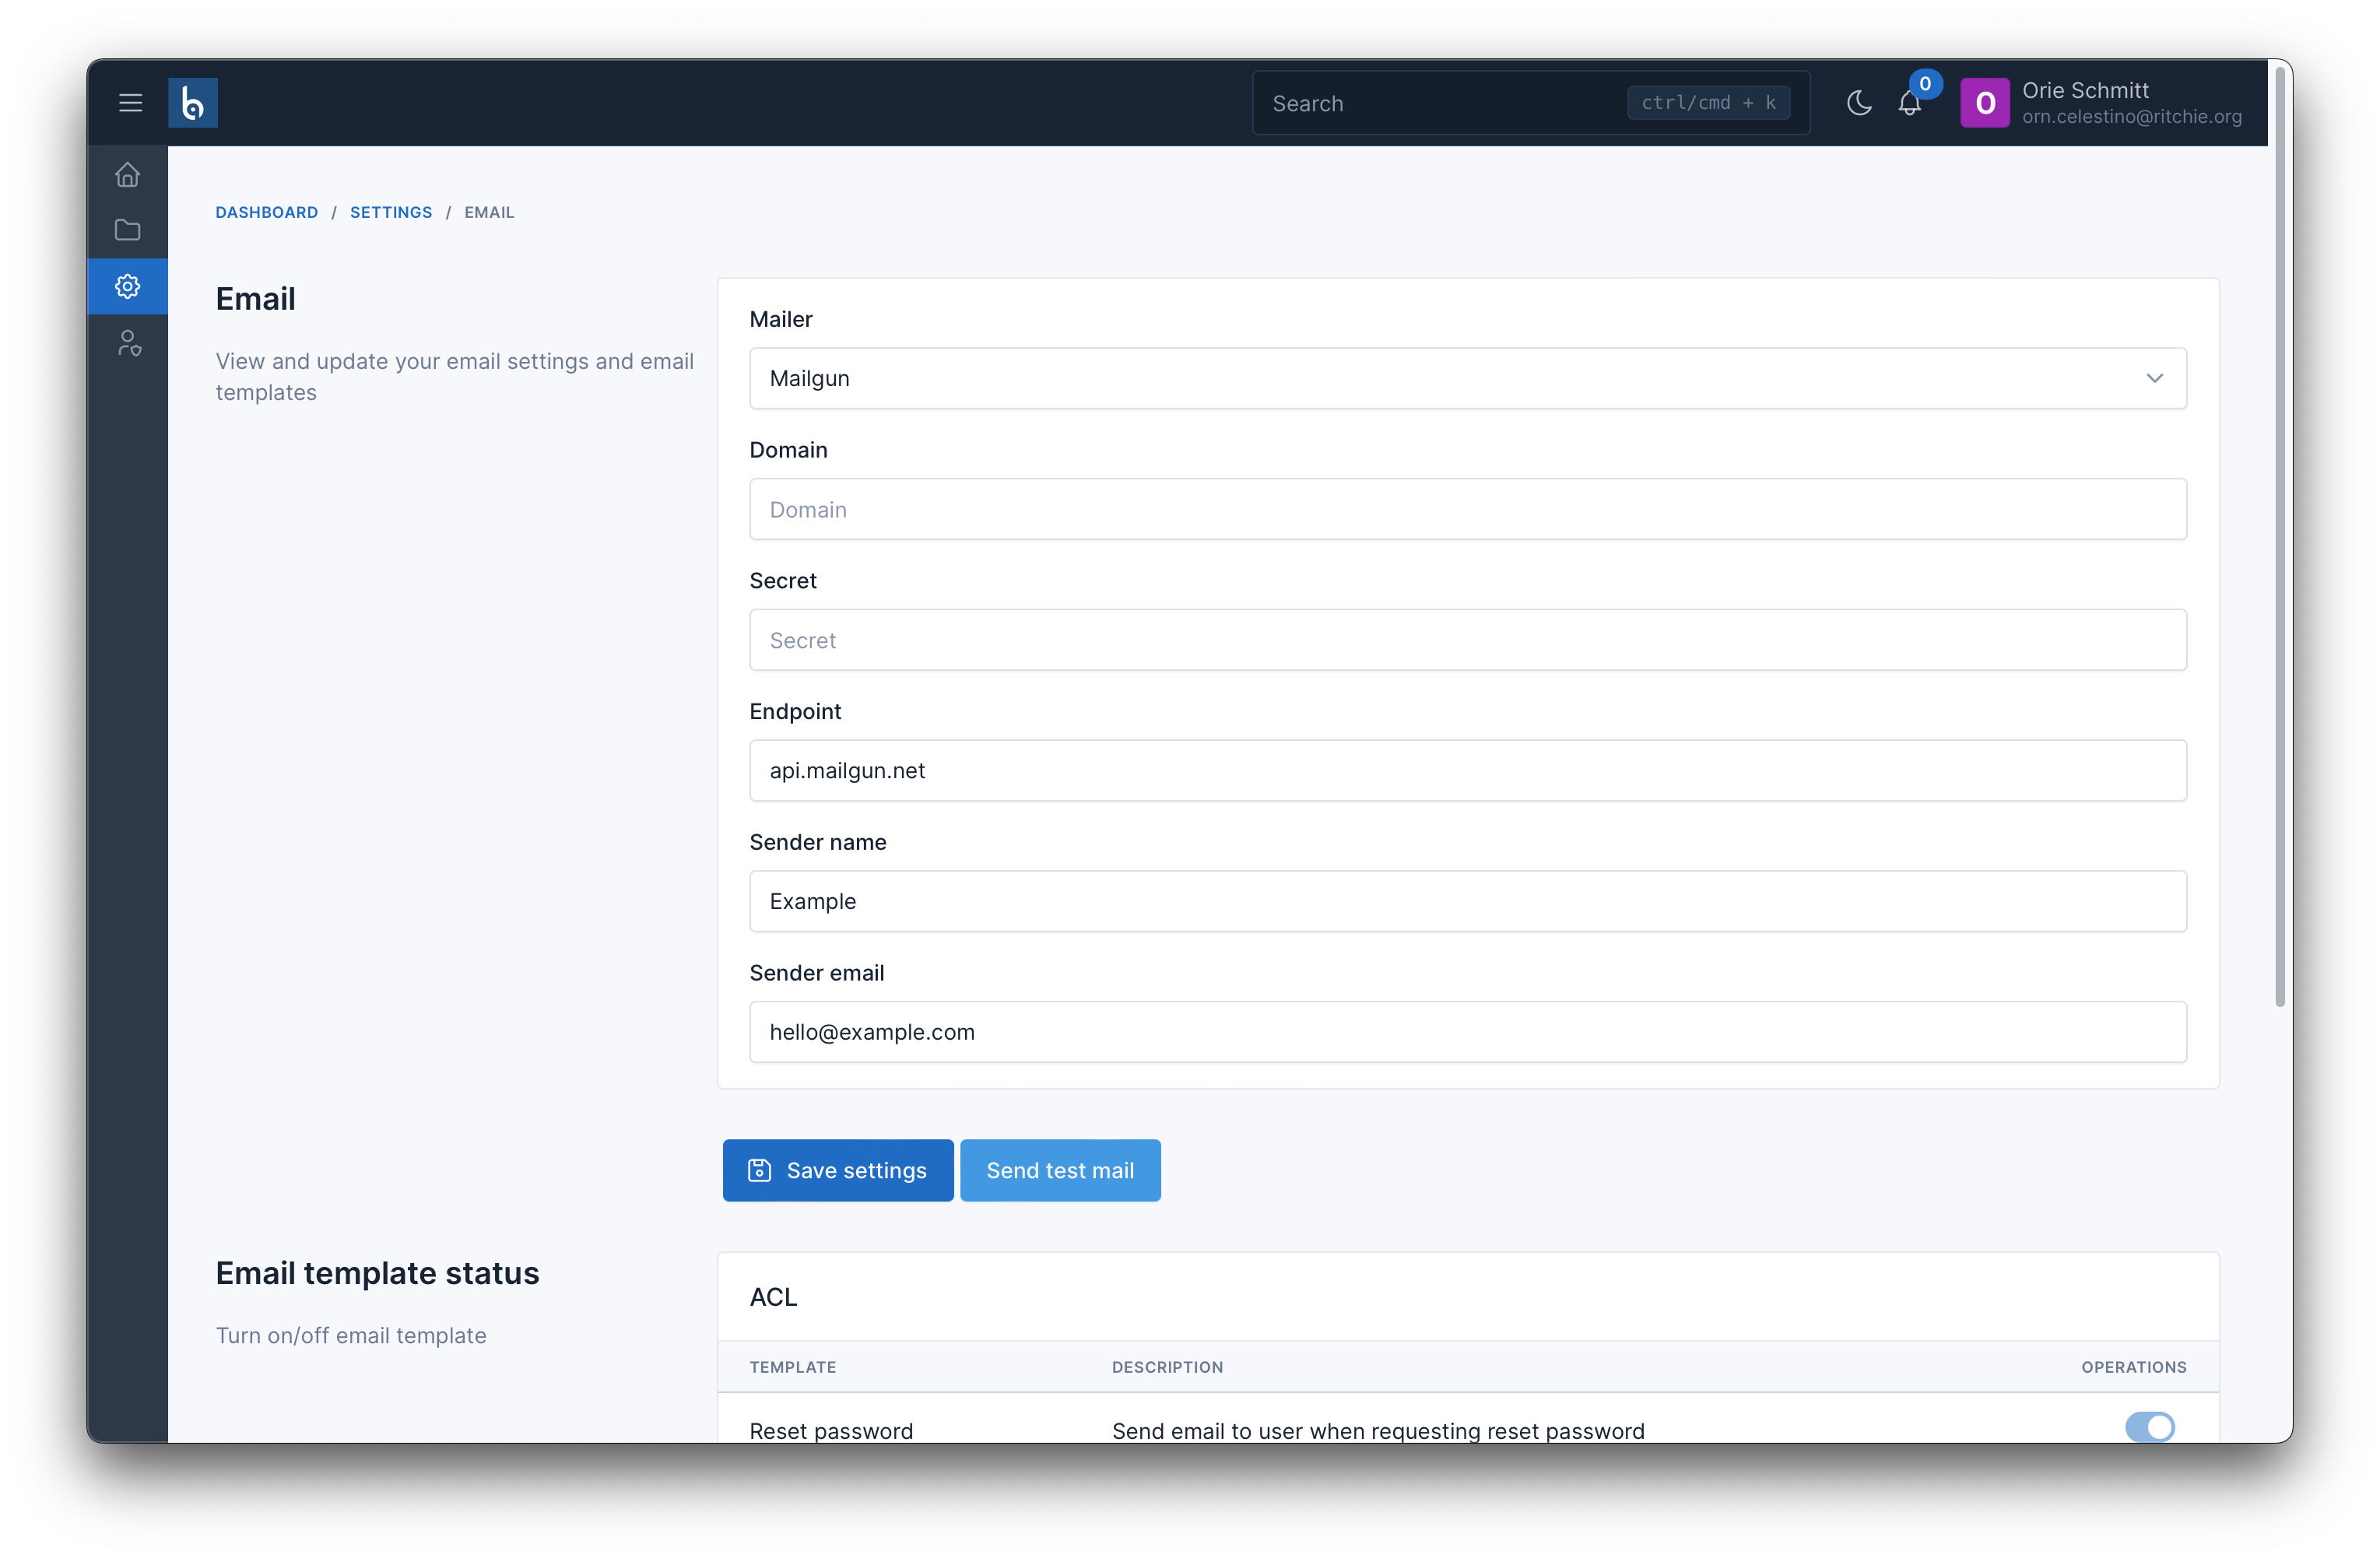 Search
ctrl/cmd + k
0
O
Orie Schmitt
orn.celestino@ritchie.org
DASHBOARD / SETTINGS / EMAIL
Email
View and update your email settings and email
templates
Mailer
Mailgun
Domain
Domain
Secret
Secret
Endpoint
api.mailgun.net
Sender name
Example
Sender email
hello@example.com
Save settings
Send test mail
Email template status
Turn on/off email template
ACL
TEMPLATE DESCRIPTION OPERATIONS
Reset password Send email to user when requesting reset password